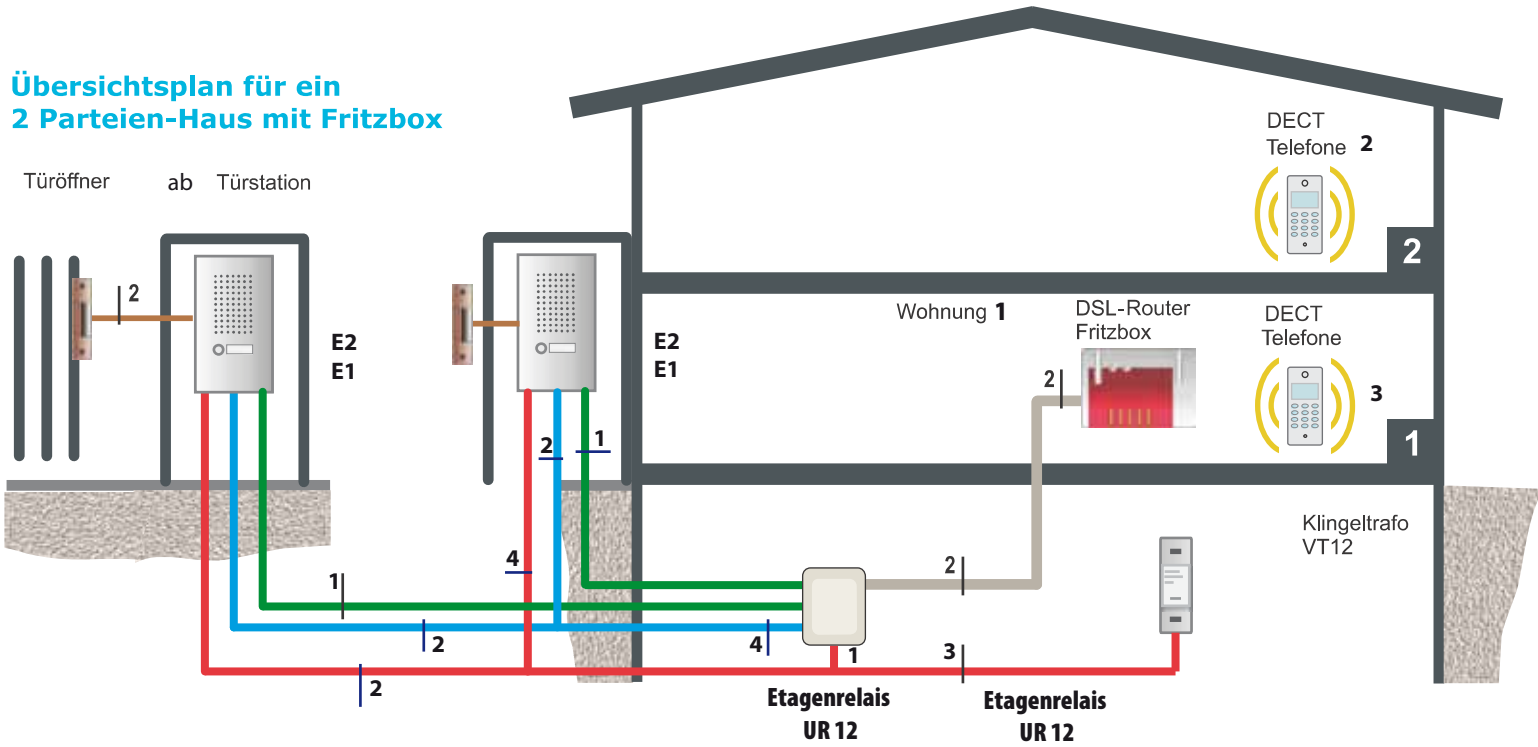 Übersichtsplan für ein
2 Parteien-Haus mit Fritzbox
Türöffner ab Türstation
DECT
Telefone 2
2
2
E2
E1
E2
E1
Wohnung 1
DSL-Router
Fritzbox
DECT
Telefone
2
3
1
2
1
4
Klingeltrafo
VT12
1
2
2
4
1
3
2
Etagenrelais
UR 12
Etagenrelais
UR 12